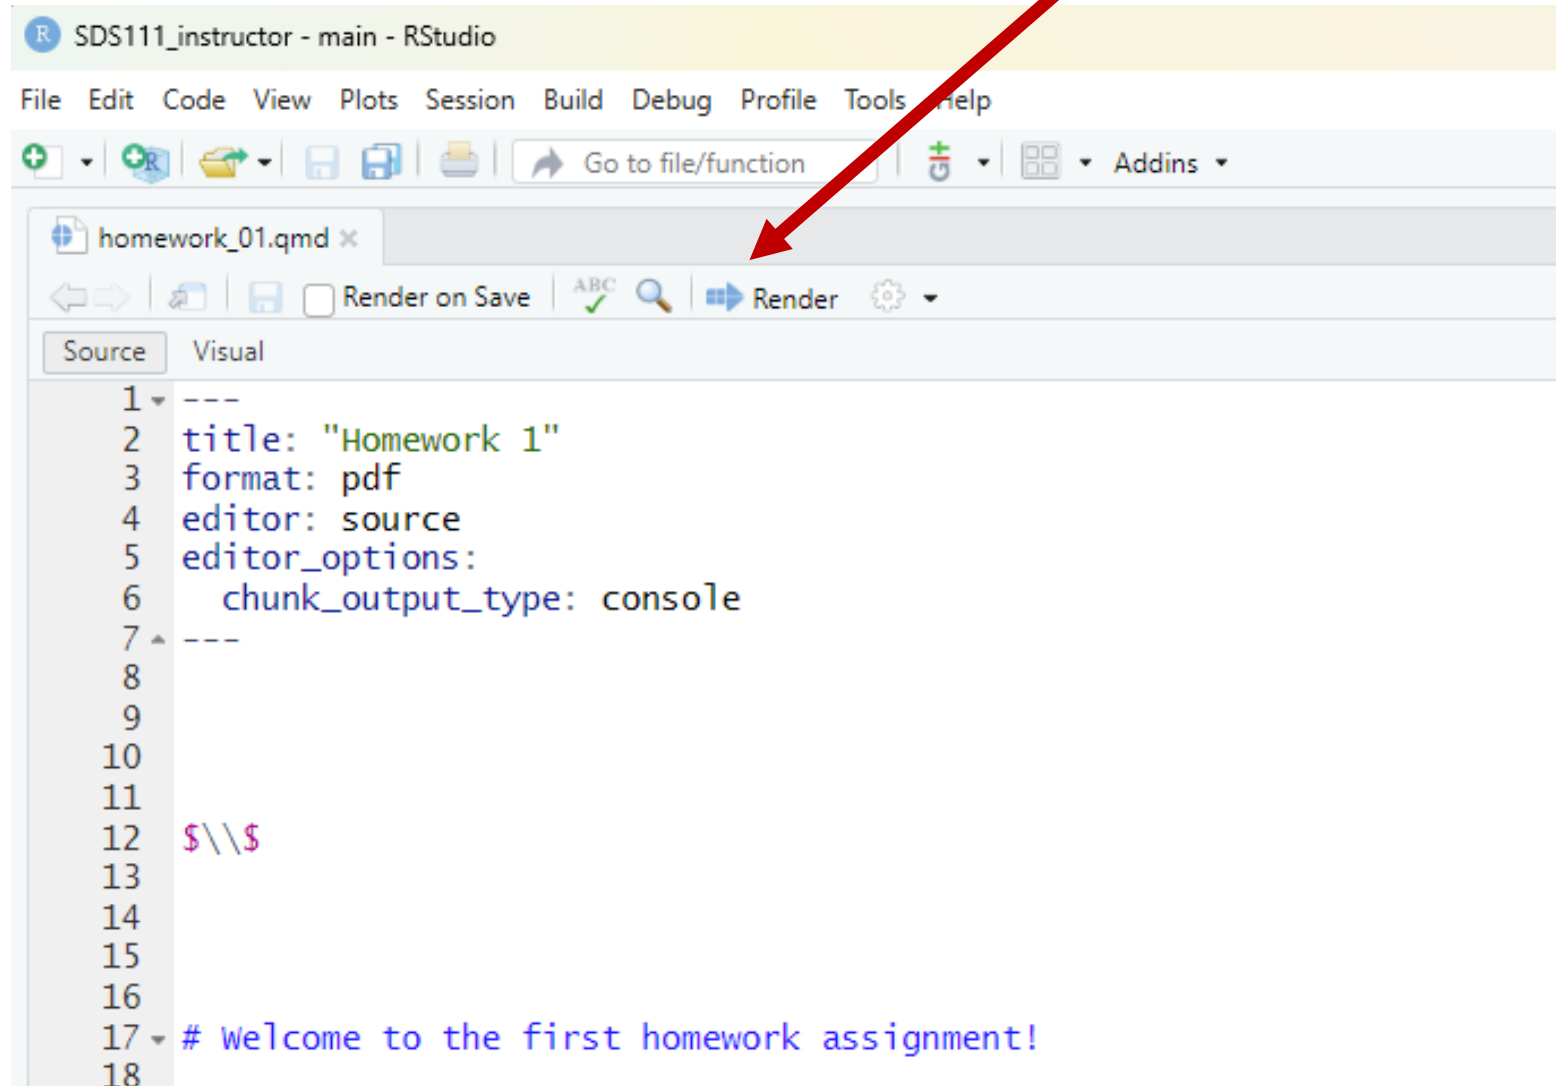 R SDS111_instructor - main - RStudio
File Edit Code View Plots Session Build Debug Profile Tools Help
R Go to file/function Addins
homework_01.qmd
Render on Save ABC Render
Source Visual
1 ---
2 title: "Homework 1"
3 format: pdf
4 editor: source
5 editor_options:
6 chunk_output_type: console
7 ---
8
9
10
11
12 $\\$
13
14
15
16
17 # Welcome to the first homework assignment!
18